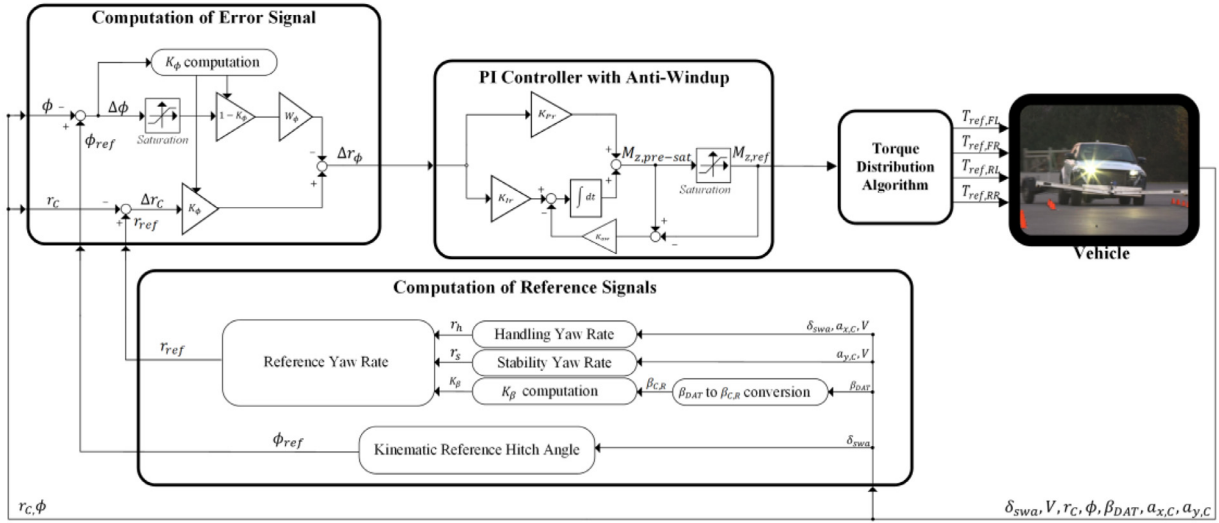 Computation of Error Signal
K_ϕ computation
ϕ
Δϕ
ϕ_ref
Saturation
1 − K_ϕ
W_ϕ
Δr_ϕ
r_C
Δr_C
r_ref
K_ϕ
PI Controller with Anti-Windup
K_Pr
K_Ir
∫ dt
M_z,pre-sat
M_z,ref
Saturation
K_aw
Torque
Distribution
Algorithm
T_ref,FL
T_ref,FR
T_ref,RL
T_ref,RR
Vehicle
Computation of Reference Signals
r_ref
Reference Yaw Rate
r_h
Handling Yaw Rate
δ_swa, a_x,C, V
r_s
Stability Yaw Rate
a_y,C, V
K_β
K_β computation
β_C,R
β_DAT to β_C,R conversion
β_DAT
ϕ_ref
Kinematic Reference Hitch Angle
δ_swa
r_C, ϕ
δ_swa, V, r_C, ϕ, β_DAT, a_x,C, a_y,C